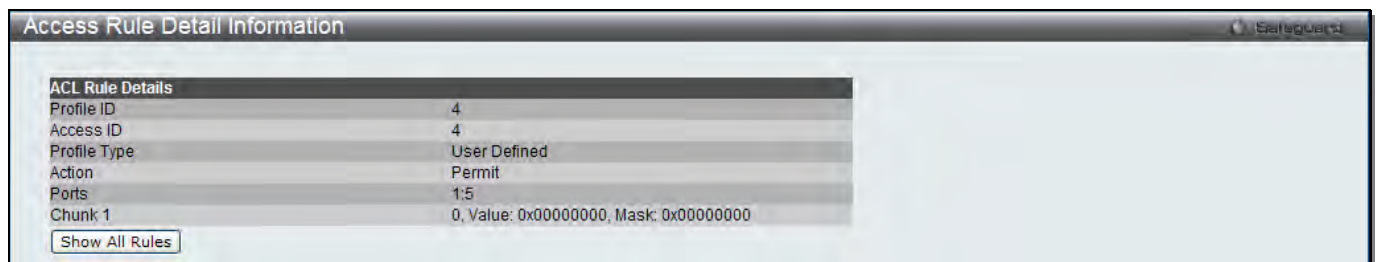 Access Rule Detail Information
Safeguard
ACL Rule Details
Profile ID 4
Access ID 4
Profile Type User Defined
Action Permit
Ports 1:5
Chunk 1 0, Value: 0x00000000, Mask: 0x00000000
Show All Rules